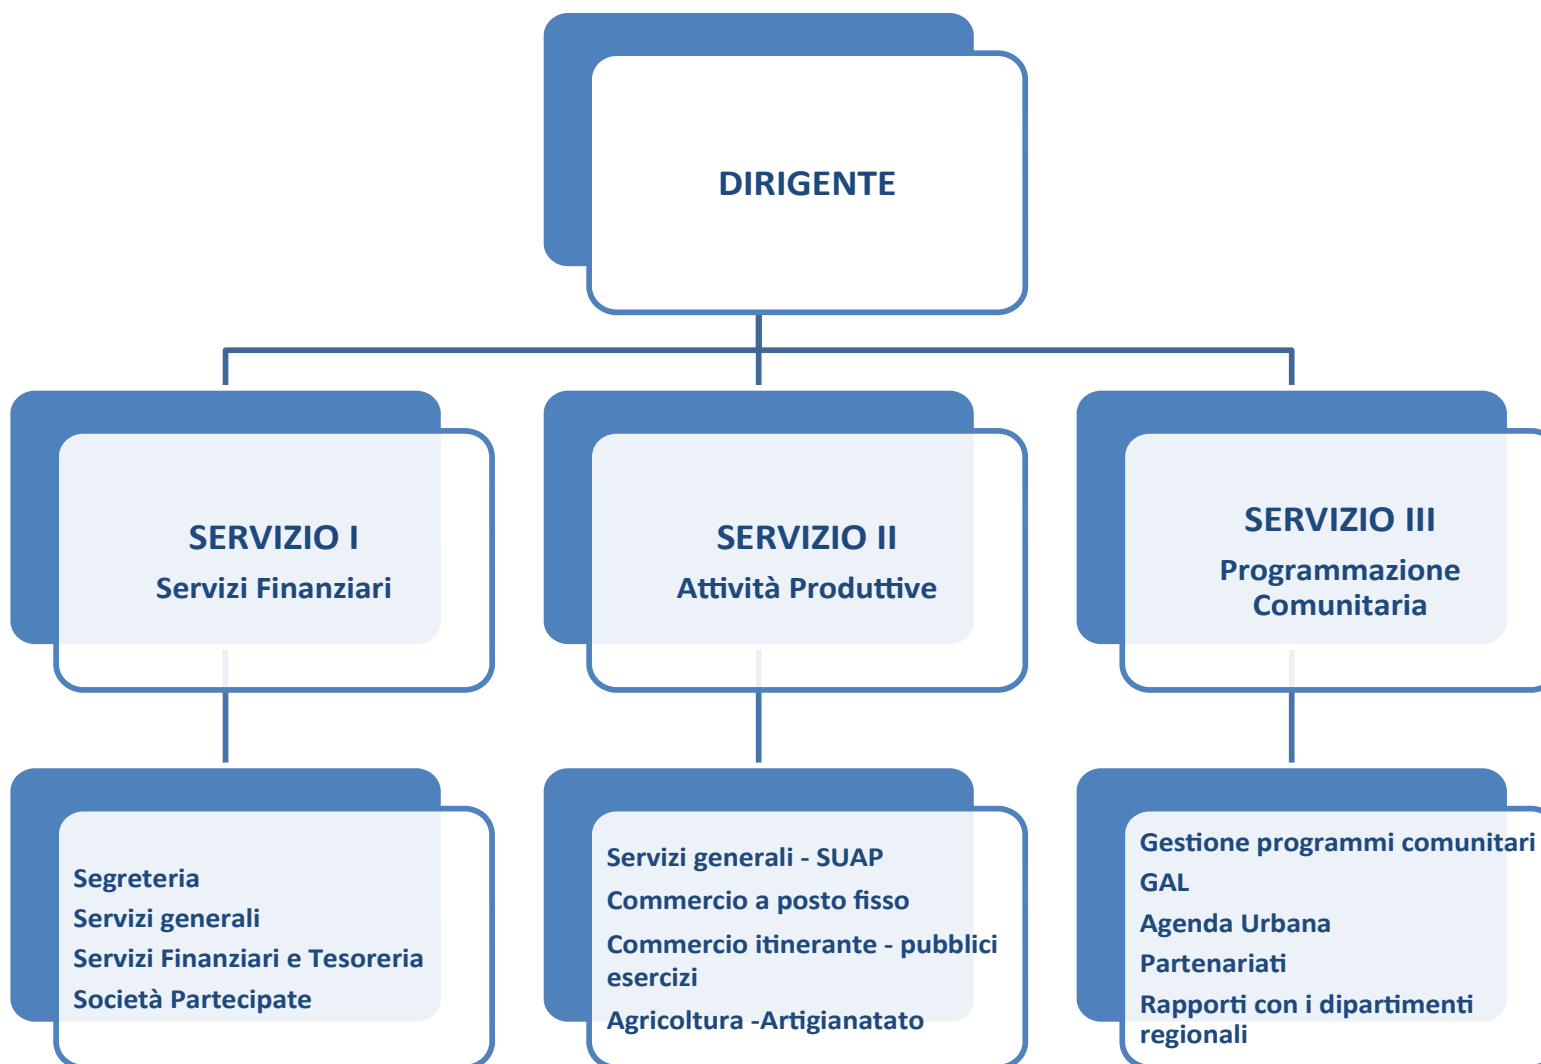 DIRIGENTE
SERVIZIO I
Servizi Finanziari
SERVIZIO II
Attività Produttive
SERVIZIO III
Programmazione
Comunitaria
Segreteria
Servizi generali
Servizi Finanziari e Tesoreria
Società Partecipate
Servizi generali - SUAP
Commercio a posto fisso
Commercio itinerante - pubblici
esercizi
Agricoltura -Artigianatato
Gestione programmi comunitari
GAL
Agenda Urbana
Partenariati
Rapporti con i dipartimenti
regionali